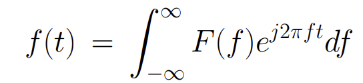 f(t) = ∫_{-∞}^{∞} F(f)e^{j2πft}df